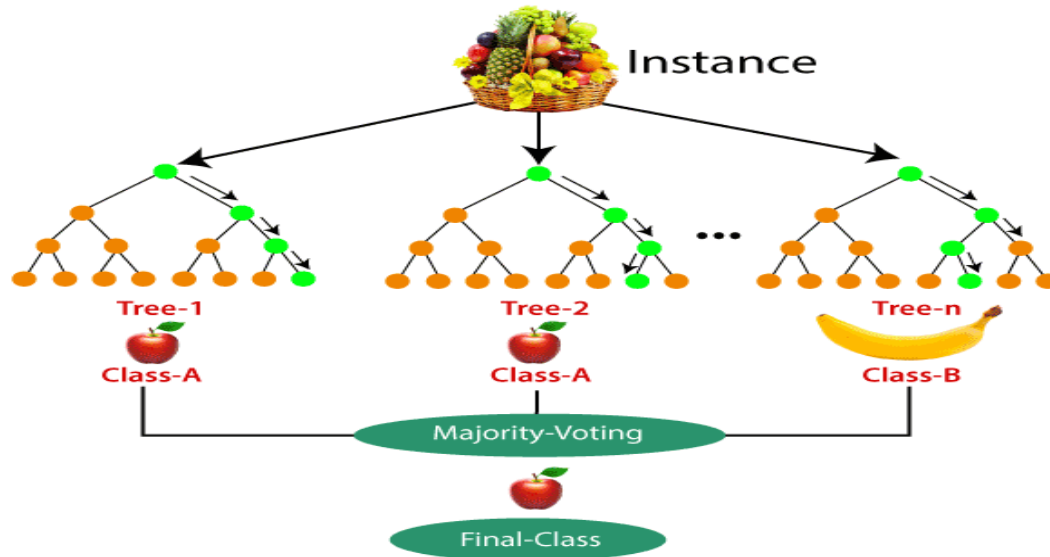 Instance
Tree-1
Tree-2
Tree-n
Class-A
Class-A
Class-B
Majority-Voting
Final-Class